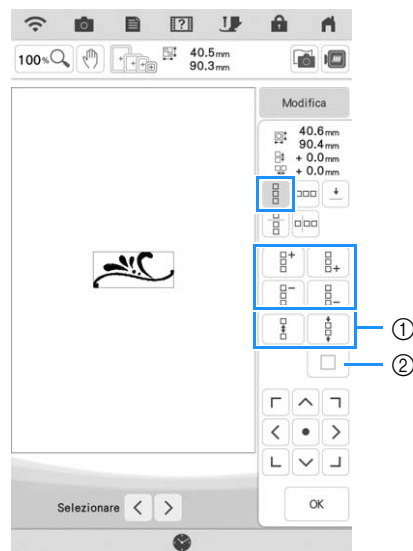 100%
40.5mm
90.3mm
Modifica
40.6mm
90.4mm
+ 0.0mm
+ 0.0mm
①
②
Selezionare
OK